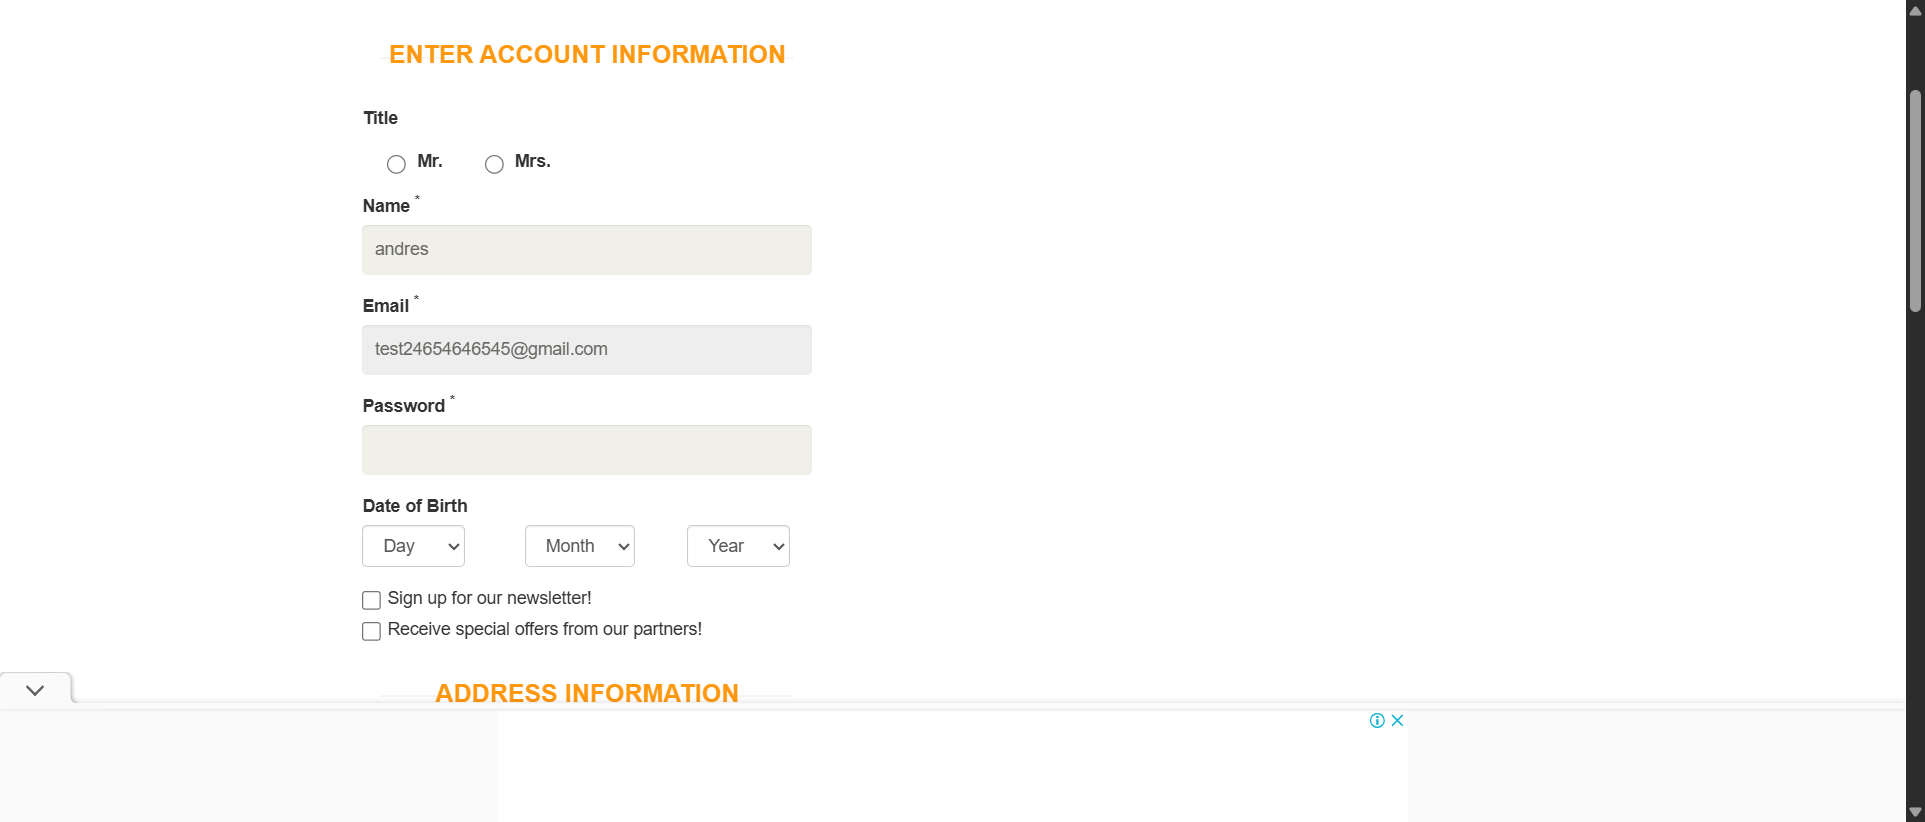 ENTER ACCOUNT INFORMATION
Title
Mr. Mrs.
Name *
andres
Email *
test24654646545@gmail.com
Password *
Date of Birth
Day Month Year
Sign up for our newsletter!
Receive special offers from our partners!
ADDRESS INFORMATION